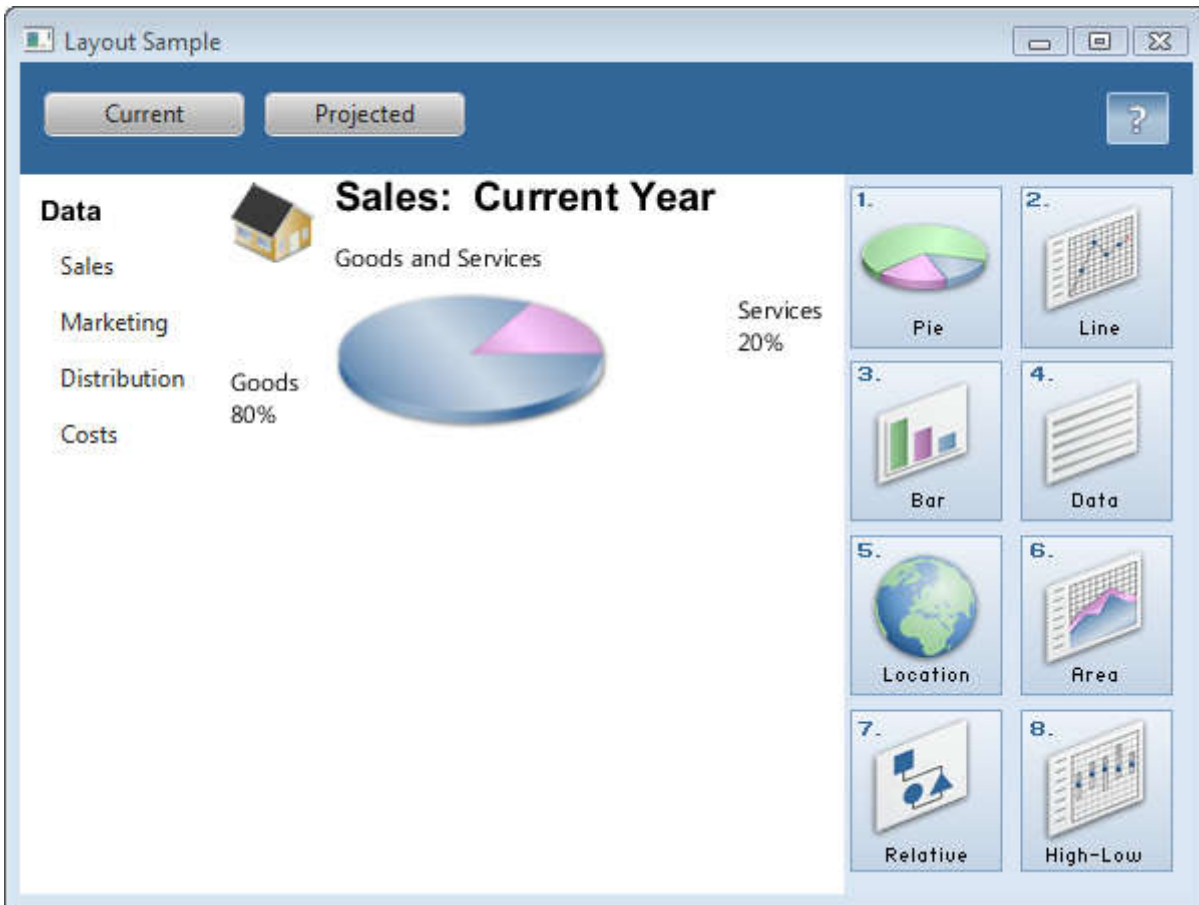 Layout Sample
Current
Projected
?
Data
Sales
Marketing
Distribution
Costs
Sales: Current Year
Goods and Services
Goods
80%
Services
20%
1.
Pie
2.
Line
3.
Bar
4.
Data
5.
Location
6.
Area
7.
Relative
8.
High-Low